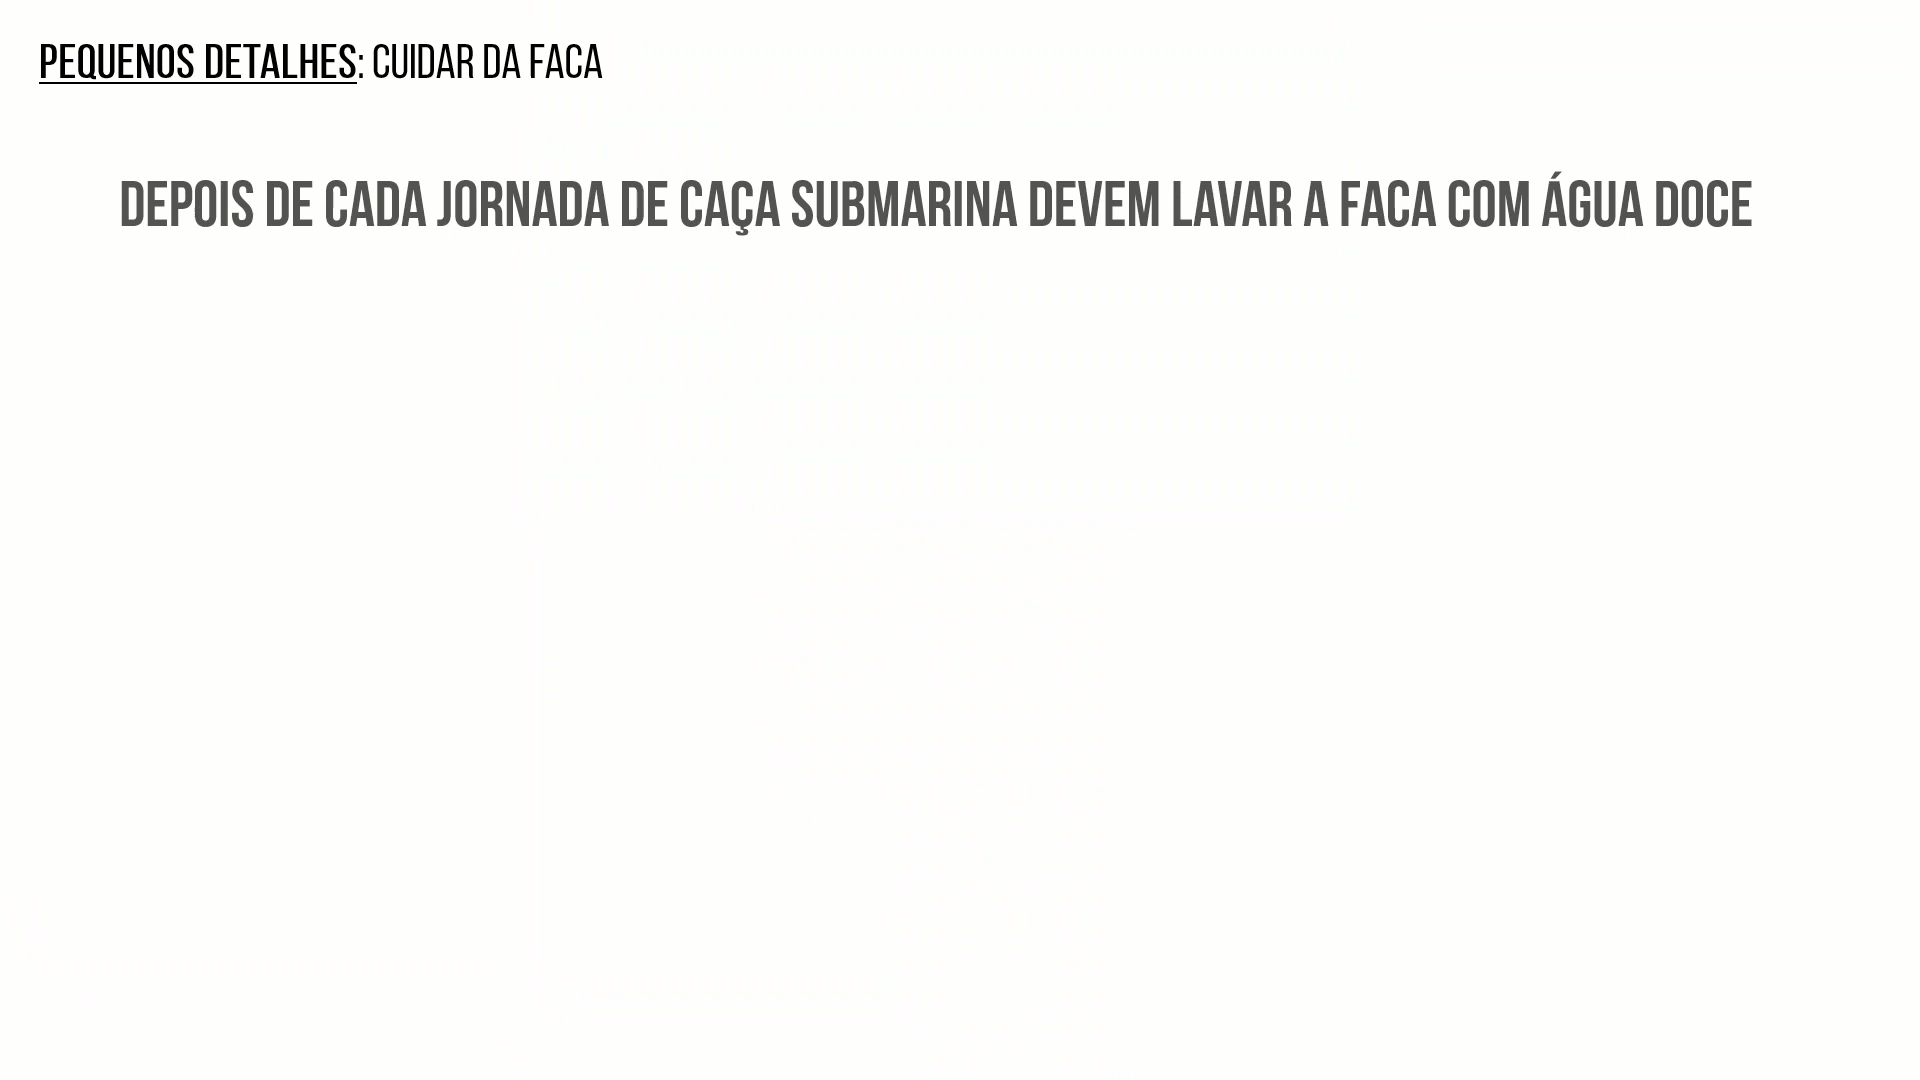 PEQUENOS DETALHES: CUIDAR DA FACA
DEPOIS DE CADA JORNADA DE CAÇA SUBMARINA DEVEM LAVAR A FACA COM ÁGUA DOCE